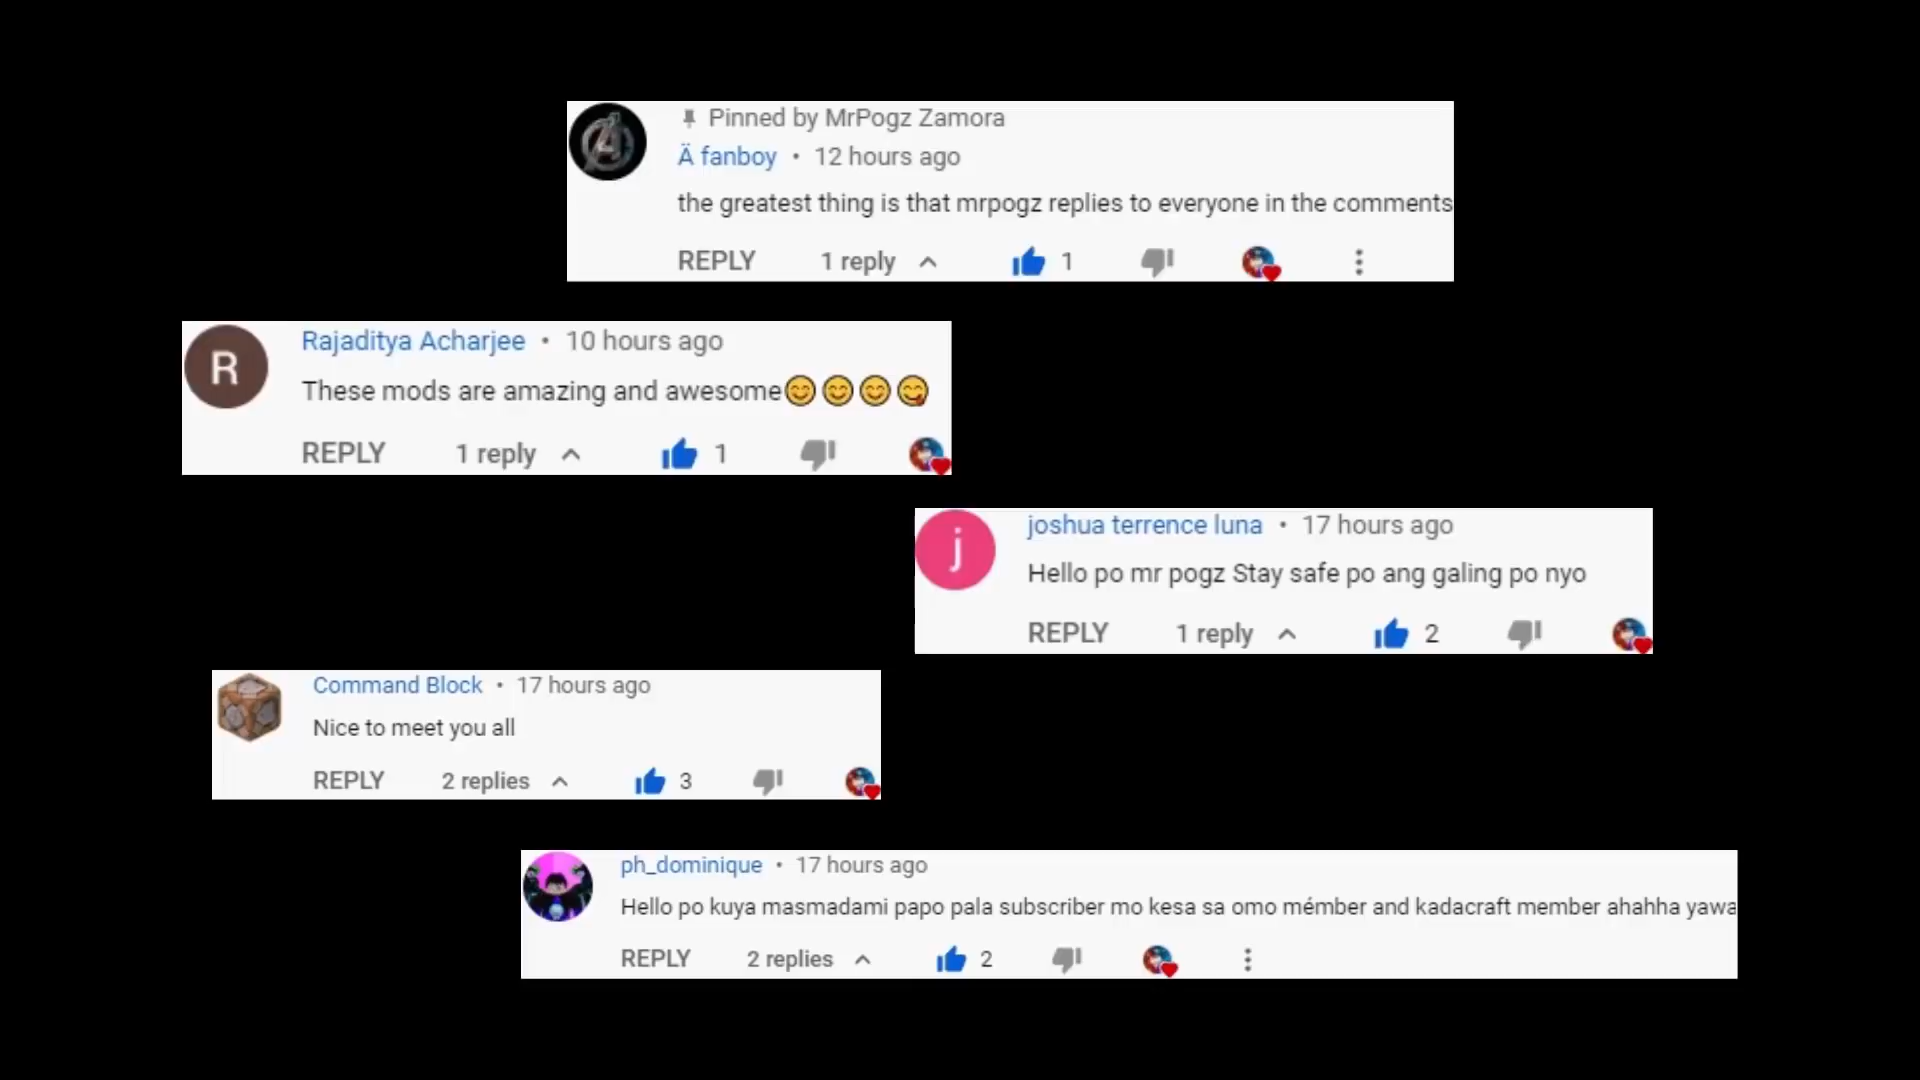 Pinned by MrPogz Zamora
Ä fanboy • 12 hours ago
the greatest thing is that mrpogz replies to everyone in the comments
REPLY 1 reply 1
R
Rajaditya Acharjee • 10 hours ago
These mods are amazing and awesome😊😊😊😋
REPLY 1 reply 1
j
joshua terrence luna • 17 hours ago
Hello po mr pogz Stay safe po ang galing po nyo
REPLY 1 reply 2
Command Block • 17 hours ago
Nice to meet you all
REPLY 2 replies 3
ph_dominique • 17 hours ago
Hello po kuya masmadami papo pala subscriber mo kesa sa omo mémber and kadacraft member ahahha yawa
REPLY 2 replies 2